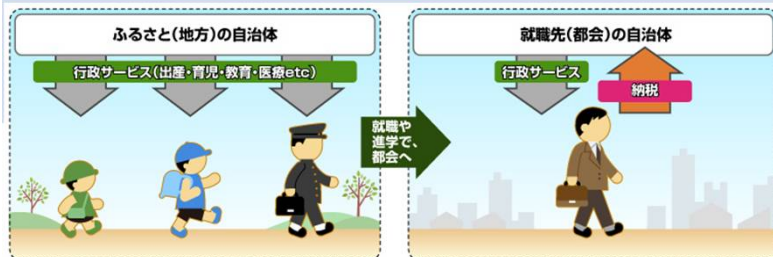 ふるさと(地方)の自治体
行政サービス(出産・育児・教育・医療etc)
就職や
進学で、
都会へ
就職先(都会)の自治体
行政サービス
納税